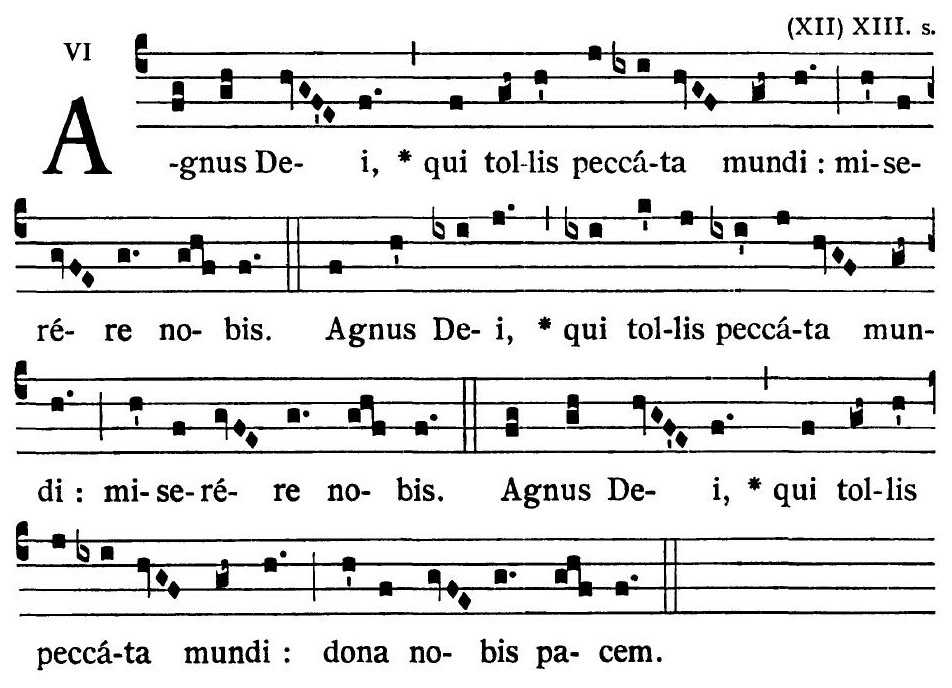 (XII) XIII. s.
VI
A-gnus De- i, * qui tol-lis peccá-ta mundi : mi-se-
ré- re no- bis. Agnus De- i, * qui tol-lis peccá-ta mun-
di : mi-se-ré- re no- bis. Agnus De- i, * qui tol-lis
peccá-ta mundi : dona no- bis pa- cem.